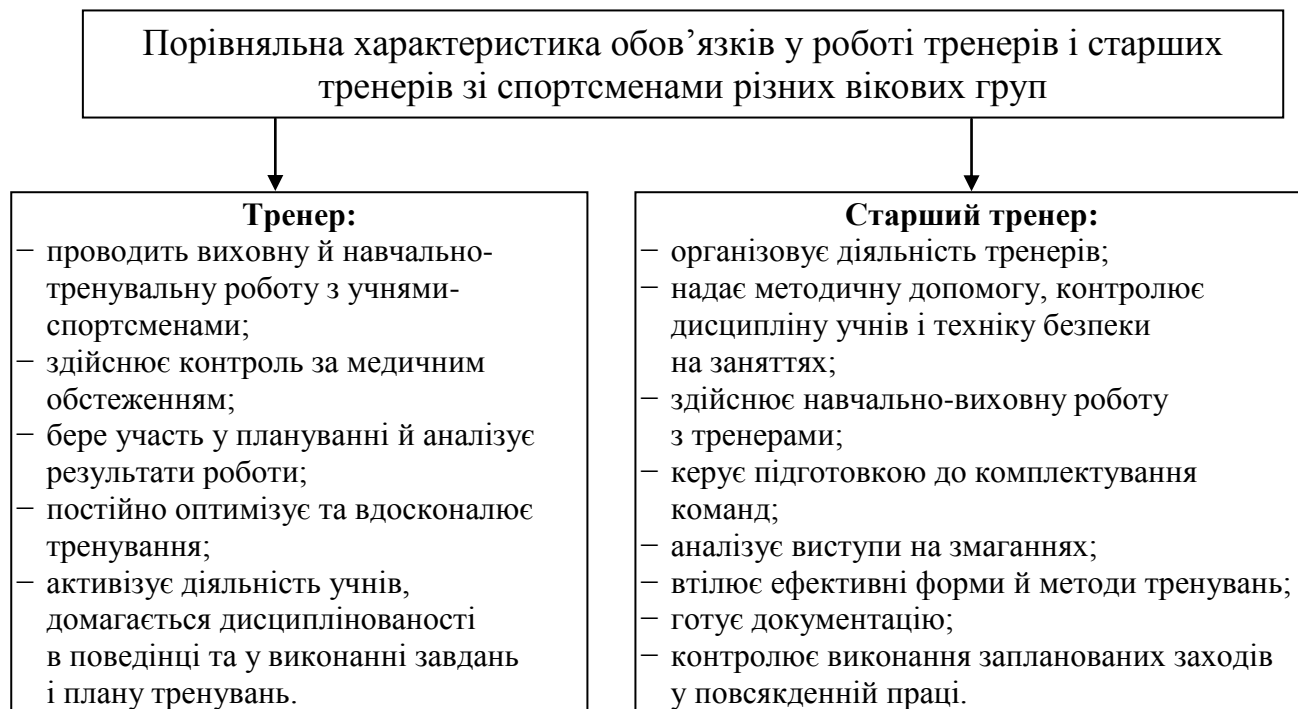 Порівняльна характеристика обов’язків у роботі тренерів і старших
тренерів зі спортсменами різних вікових груп
Тренер:
− проводить виховну й навчально-
тренувальну роботу з учнями-
спортсменами;
− здійснює контроль за медичним
обстеженням;
− бере участь у плануванні й аналізує
результати роботи;
− постійно оптимізує та вдосконалює
тренування;
− активізує діяльність учнів,
домагається дисциплінованості
в поведінці та у виконанні завдань
і плану тренувань.
Старший тренер:
− організовує діяльність тренерів;
− надає методичну допомогу, контролює
дисципліну учнів і техніку безпеки
на заняттях;
− здійснює навчально-виховну роботу
з тренерами;
− керує підготовкою до комплектування
команд;
− аналізує виступи на змаганнях;
− втілює ефективні форми й методи тренувань;
− готує документацію;
− контролює виконання запланованих заходів
у повсякденній праці.